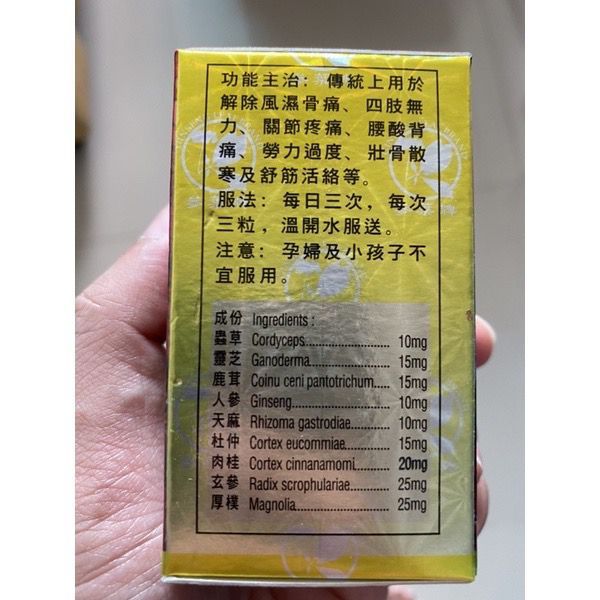 功能主治：傳統上用於
解除風濕骨痛、四肢無
力、關節疼痛、腰酸背
痛、勞力過度、壯骨散
寒及舒筋活絡等。
服法：每日三次，每次
三粒，溫開水服送。
注意：孕婦及小孩子不
宜服用。
成份 Ingredients :
蟲草 Cordyceps 10mg
靈芝 Ganoderma 15mg
鹿茸 Coinu ceni pantotrichum 15mg
人參 Ginseng 10mg
天麻 Rhizoma gastrodiae 10mg
杜仲 Cortex eucommiae 15mg
肉桂 Cortex cinnanamomi 20mg
玄參 Radix scrophulariae 25mg
厚樸 Magnolia 25mg